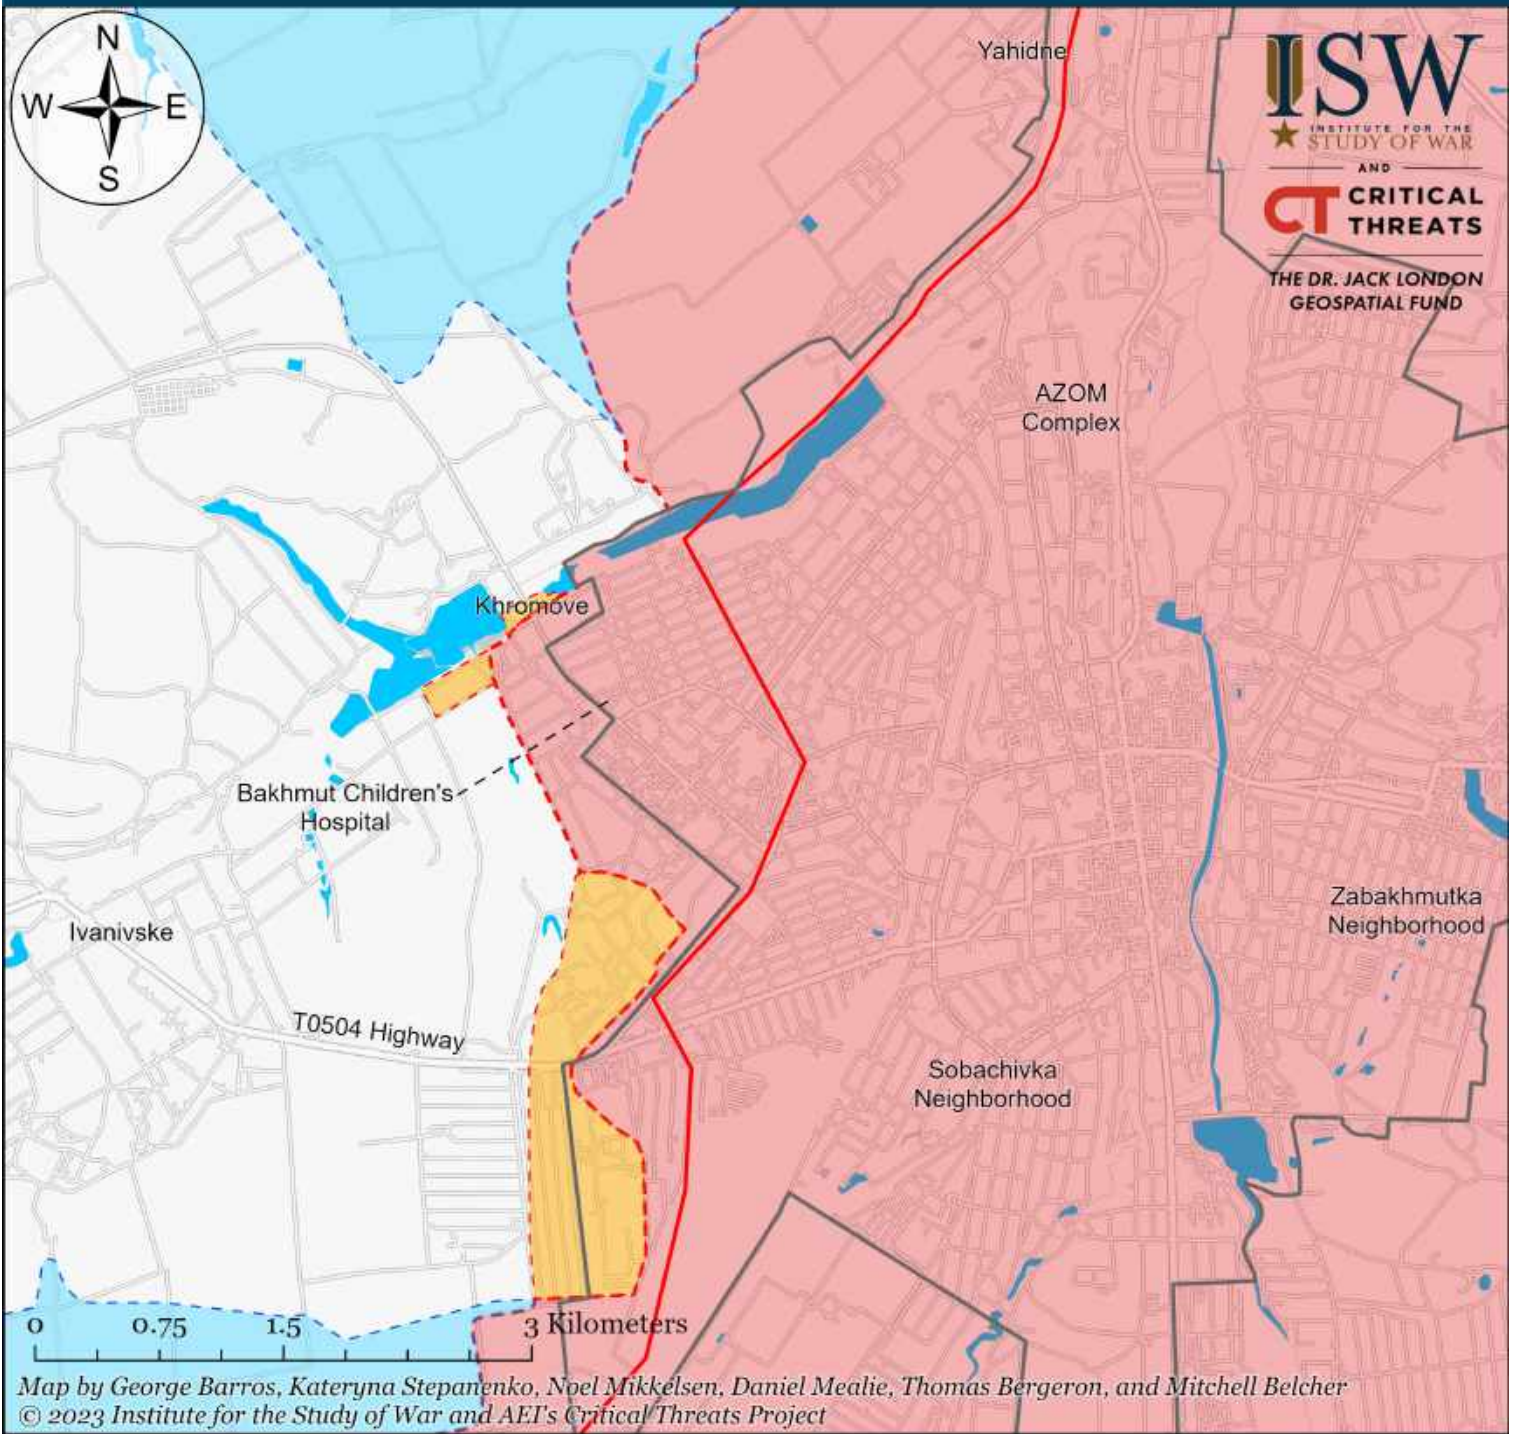 N
W E
S
Yahidne
ISW
INSTITUTE FOR THE
STUDY OF WAR
AND
CT CRITICAL
THREATS
THE DR. JACK LONDON
GEOSPATIAL FUND
AZOM
Complex
Khromove
Bakhmut Children's
Hospital
Zabakhmutka
Neighborhood
Ivanivske
T0504 Highway
Sobachivka
Neighborhood
0 0.75 1.5 3 Kilometers
Map by George Barros, Kateryna Stepanenko, Noel Mikkelsen, Daniel Mealie, Thomas Bergeron, and Mitchell Belcher
© 2023 Institute for the Study of War and AEI's Critical Threats Project